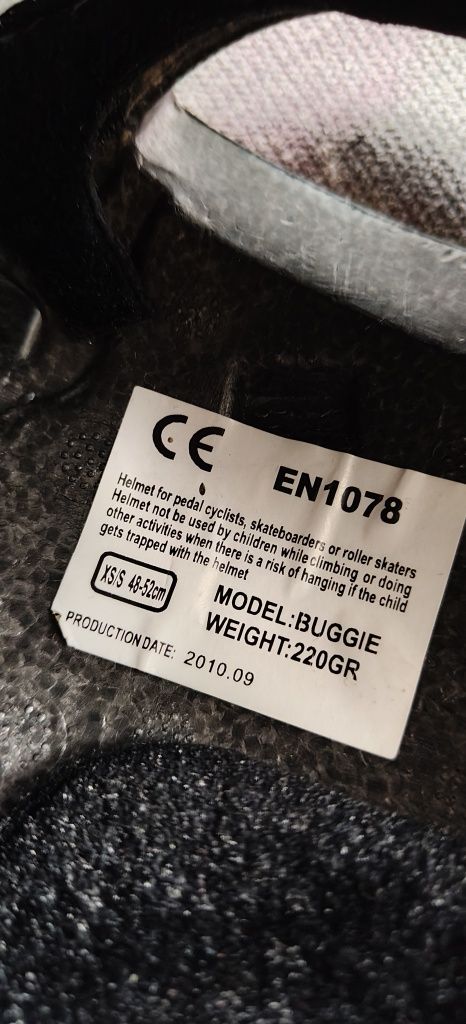 CE
EN1078
Helmet for pedal cyclists, skateboarders or roller skaters
Helmet not be used by children while climbing or doing
other activities when there is a risk of hanging if the child
gets trapped with the helmet
XS/S 48-52cm
MODEL:BUGGIE
WEIGHT:220GR
PRODUCTION DATE: 2010.09